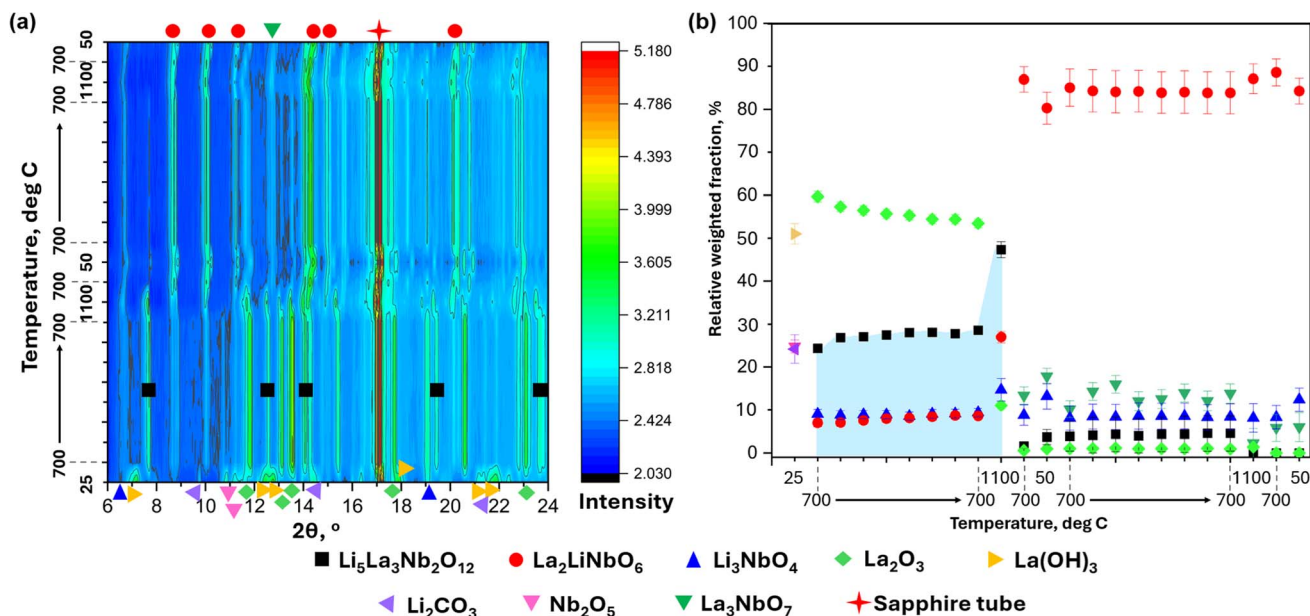 (a)
Temperature, deg C
50
700
1100
700
700
50
700
1100
700
700
25
6 8 10 12 14 16 18 20 22 24
2θ, °
5.180
4.786
4.393
3.999
3.605
3.211
2.818
2.424
2.030
Intensity
(b)
Relative weighted fraction, %
100
90
80
70
60
50
40
30
20
10
0
25 1100 50 1100 50
700 700 700 700 700 700
Temperature, deg C
Li₅La₃Nb₂O₁₂ La₂LiNbO₆ Li₃NbO₄ La₂O₃ La(OH)₃
Li₂CO₃ Nb₂O₅ La₃NbO₇ Sapphire tube